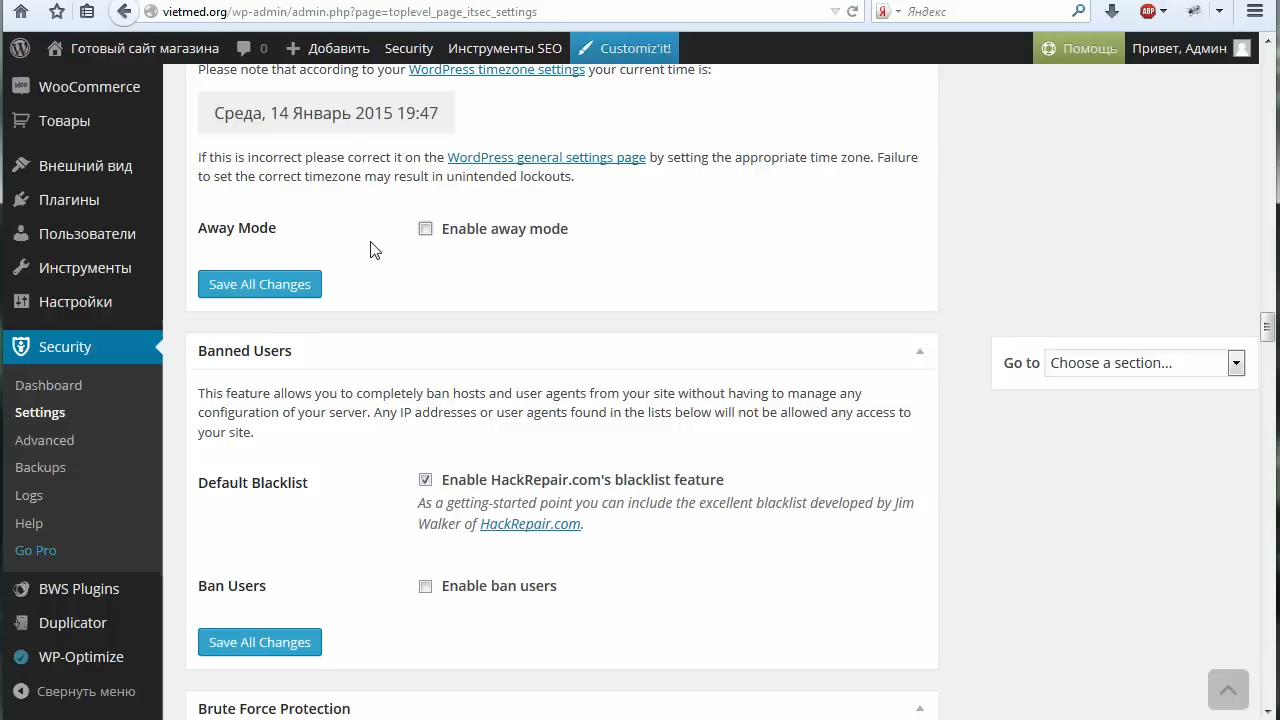 vietmed.org/wp-admin/admin.php?page=toplevel_page_itsec_settings
Яндекс
ABP
Готовый сайт магазина
0
Добавить
Security
Инструменты SEO
Customiz'it!
Помощь
Привет, Админ
WooCommerce
Товары
Внешний вид
Плагины
Пользователи
Инструменты
Настройки
Security
Dashboard
Settings
Advanced
Backups
Logs
Help
Go Pro
BWS Plugins
Duplicator
WP-Optimize
Свернуть меню
Please note that according to your WordPress timezone settings your current time is:
Среда, 14 Январь 2015 19:47
If this is incorrect please correct it on the WordPress general settings page by setting the appropriate time zone. Failure
to set the correct timezone may result in unintended lockouts.
Away Mode
Enable away mode
Save All Changes
Banned Users
This feature allows you to completely ban hosts and user agents from your site without having to manage any
configuration of your server. Any IP addresses or user agents found in the lists below will not be allowed any access to
your site.
Default Blacklist
Enable HackRepair.com's blacklist feature
As a getting-started point you can include the excellent blacklist developed by Jim
Walker of HackRepair.com.
Ban Users
Enable ban users
Save All Changes
Brute Force Protection
Go to
Choose a section...